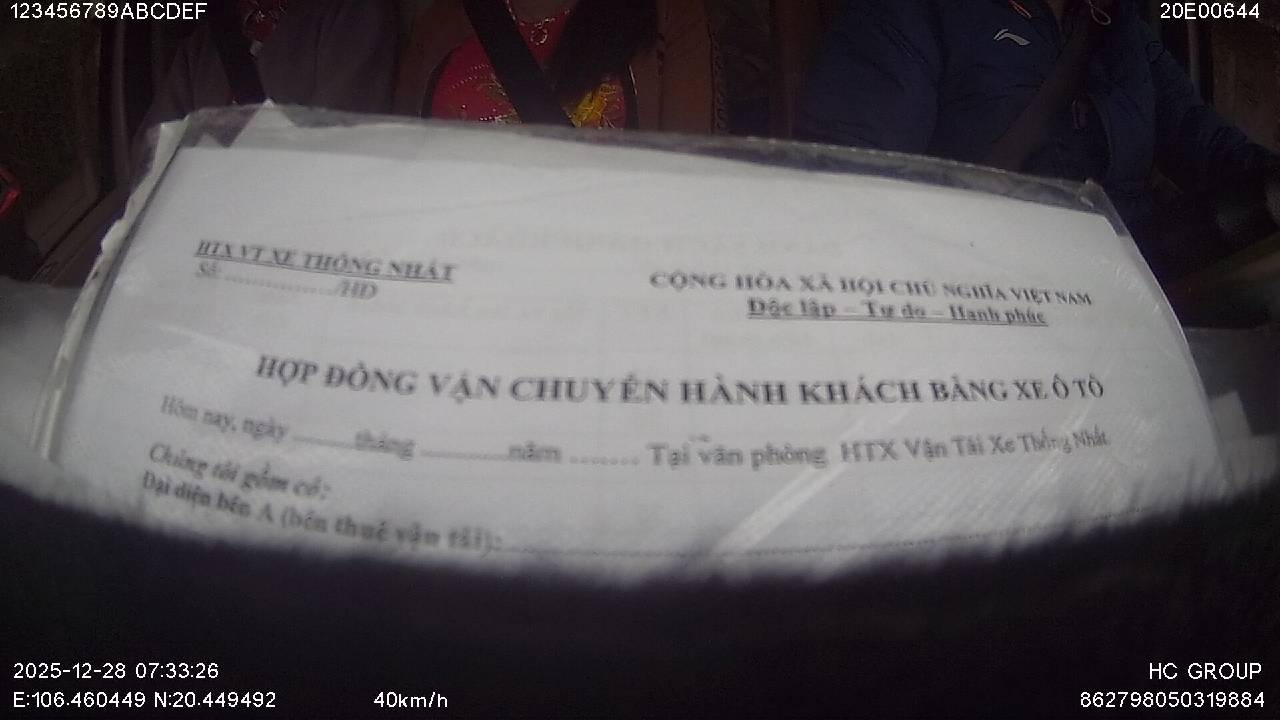 123456789ABCDEF
20E00644
HTX VT XE THỐNG NHẤT
Số: ................../HD
CỘNG HÒA XÃ HỘI CHỦ NGHĨA VIỆT NAM
Độc lập – Tự do – Hạnh phúc
HỢP ĐỒNG VẬN CHUYỂN HÀNH KHÁCH BẰNG XE Ô TÔ
Hôm nay, ngày ...........tháng ...............năm ........ Tại văn phòng HTX Vận Tải Xe Thống Nhất
Chúng tôi gồm có:
Đại diện bên A (bên thuê vận tải):
2025-12-28 07:33:26
HC GROUP
E:106.460449 N:20.449492
40km/h
862798050319884